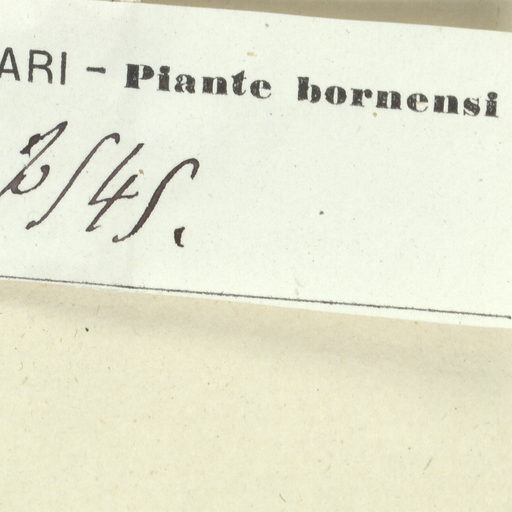 ARI - Piante bornensi
2545.